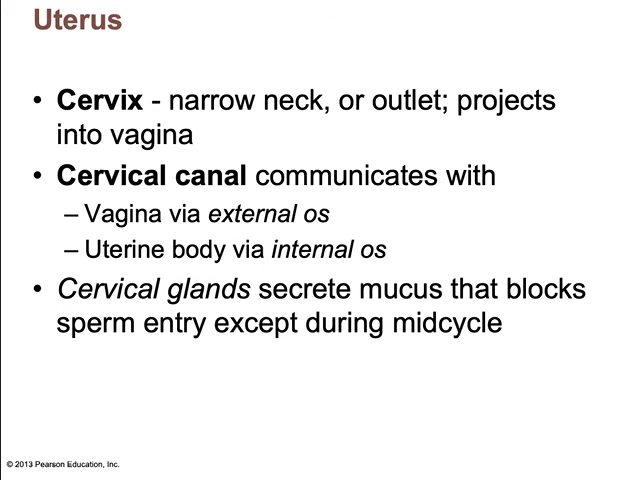 Uterus
• Cervix - narrow neck, or outlet; projects
into vagina
• Cervical canal communicates with
– Vagina via external os
– Uterine body via internal os
• Cervical glands secrete mucus that blocks
sperm entry except during midcycle
© 2013 Pearson Education, Inc.